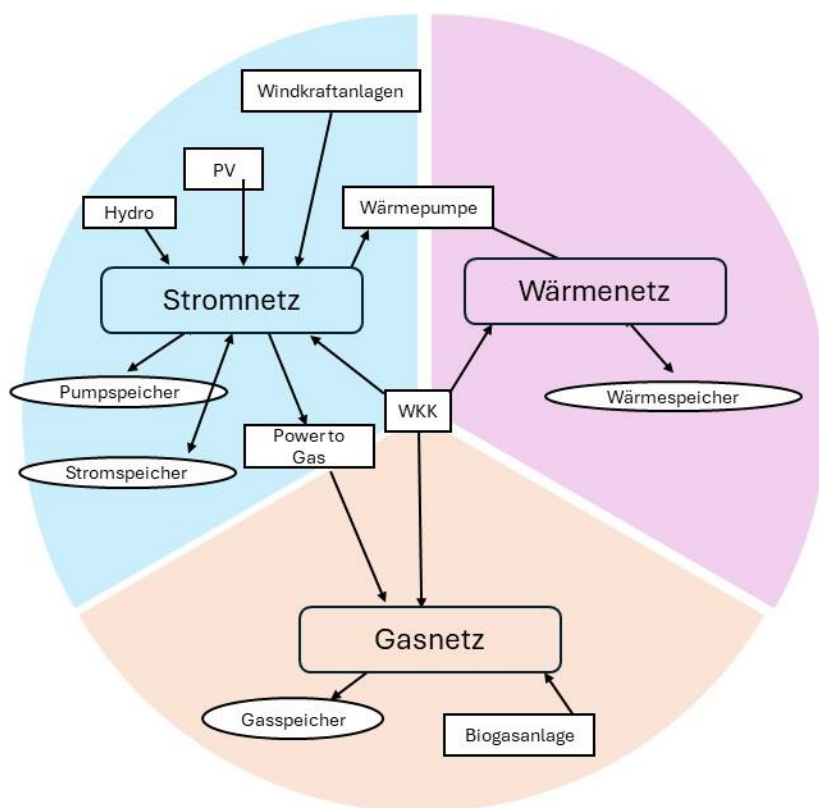 Windkraftanlagen
PV
Hydro
Wärmepumpe
Stromnetz
Wärmenetz
Pumpspeicher
WKK
Wärmespeicher
Power to
Gas
Stromspeicher
Gasnetz
Gasspeicher
Biogasanlage